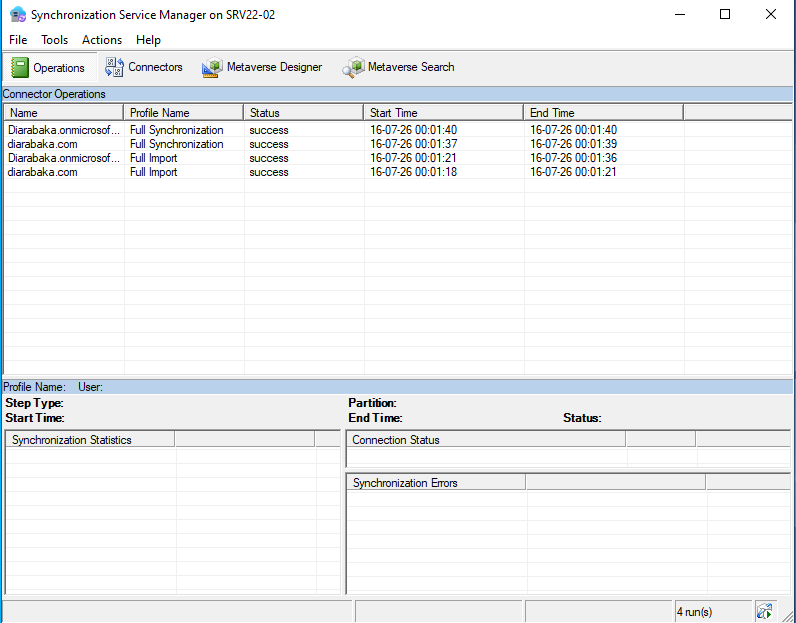 Synchronization Service Manager on SRV22-02
File Tools Actions Help
Operations Connectors Metaverse Designer Metaverse Search
Connector Operations
Name Profile Name Status Start Time End Time
Diarabaka.onmicrosof... Full Synchronization success 16-07-26 00:01:40 16-07-26 00:01:40
diarabaka.com Full Synchronization success 16-07-26 00:01:37 16-07-26 00:01:39
Diarabaka.onmicrosof... Full Import success 16-07-26 00:01:21 16-07-26 00:01:36
diarabaka.com Full Import success 16-07-26 00:01:18 16-07-26 00:01:21
Profile Name: User:
Step Type: Partition:
Start Time: End Time: Status:
Synchronization Statistics Connection Status
Synchronization Errors
4 run(s)